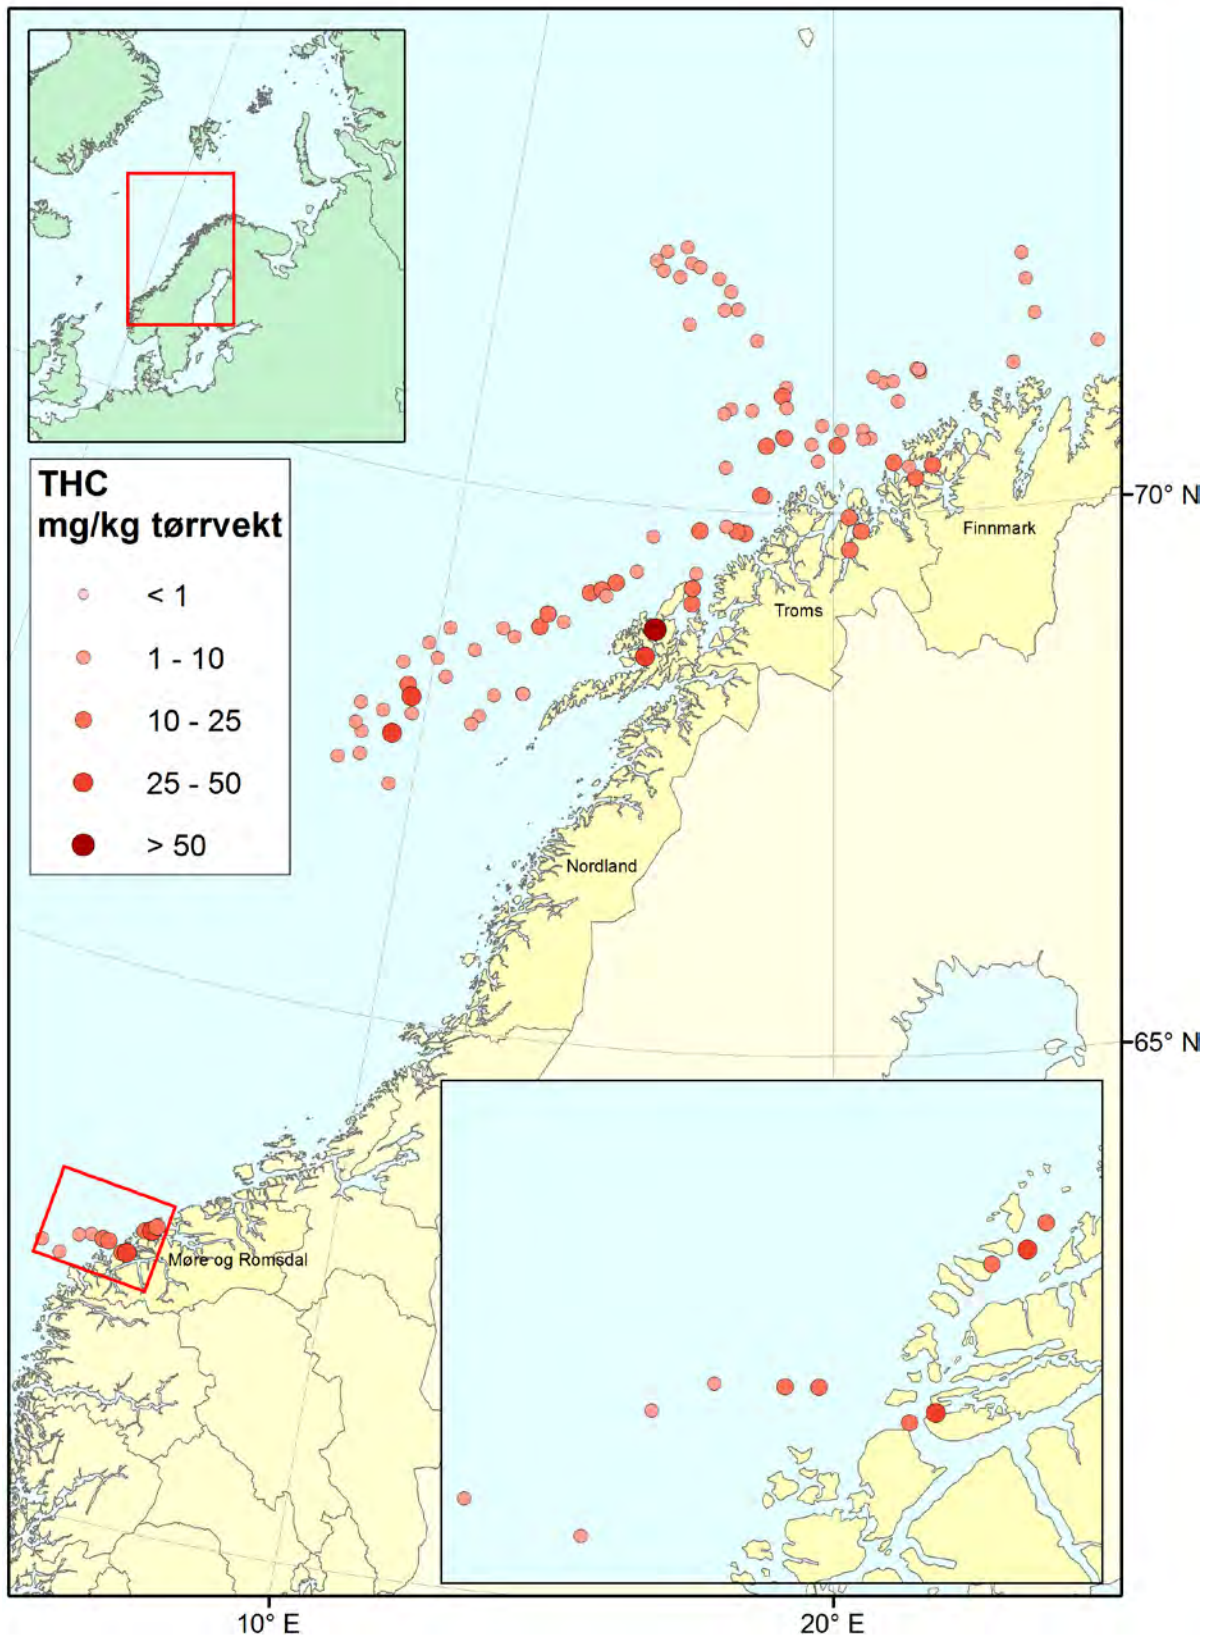 THC
mg/kg tørrvekt
< 1
1 - 10
10 - 25
25 - 50
> 50
70° N
Finnmark
Troms
Nordland
65° N
Møre og Romsdal
10° E
20° E